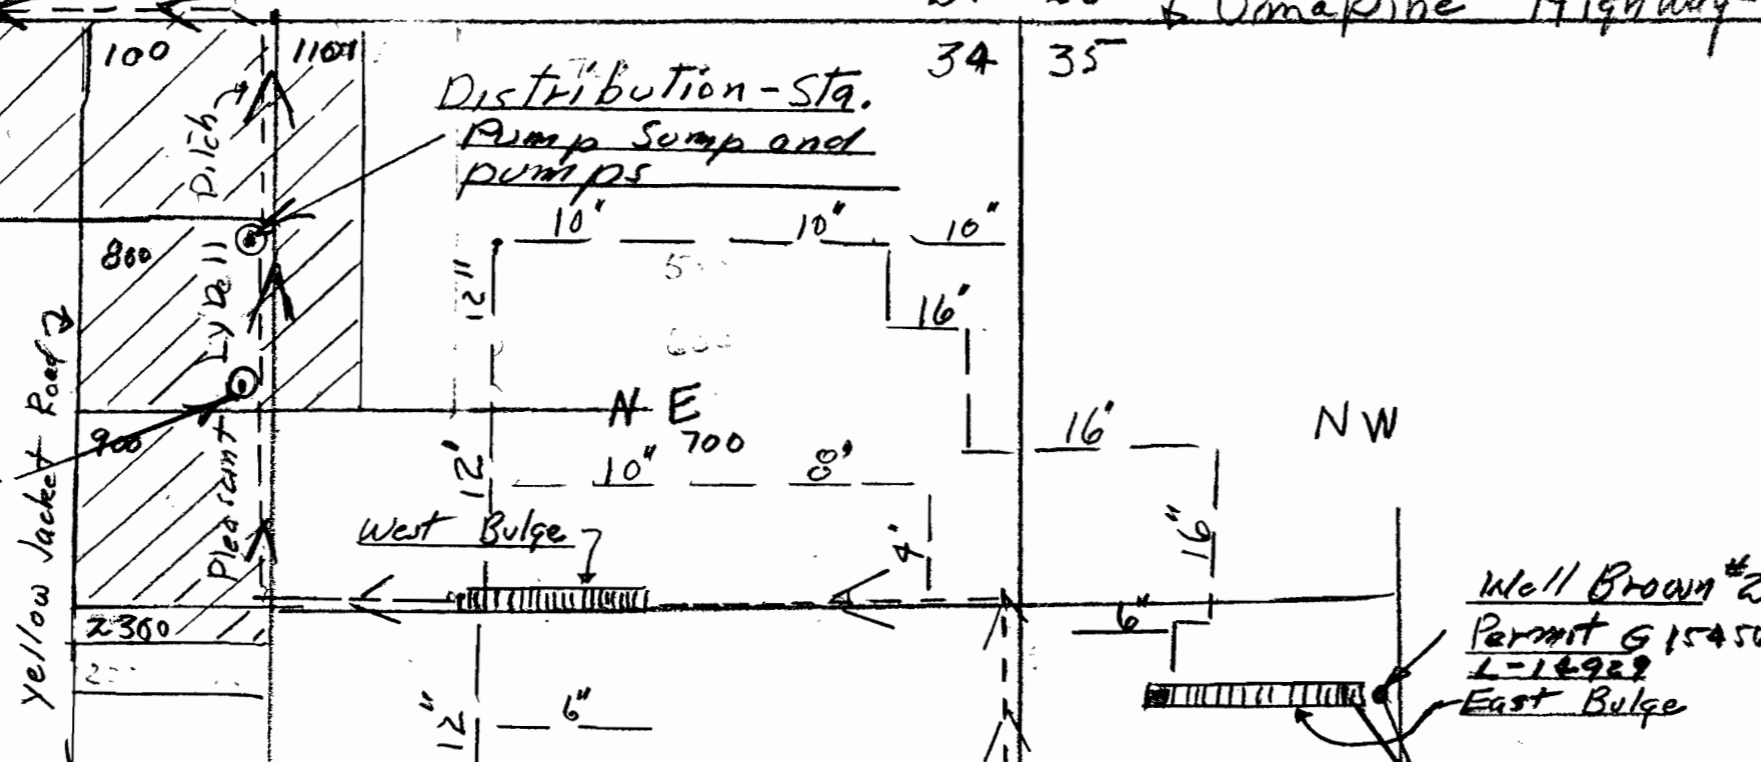 Umapine Highway
100
1100
34
35
Distribution-Sta.
Pump Sump and
pumps
Ditch
10"
10"
10"
800
LyDell
12"
16"
Yellow Jacket Road
N E
700
16"
NW
900
12"
10"
8"
Pleasant
West Bulge
4"
16"
Well Brown #2
Permit G 1545
L-14929
East Bulge
6"
2300
12"
6"